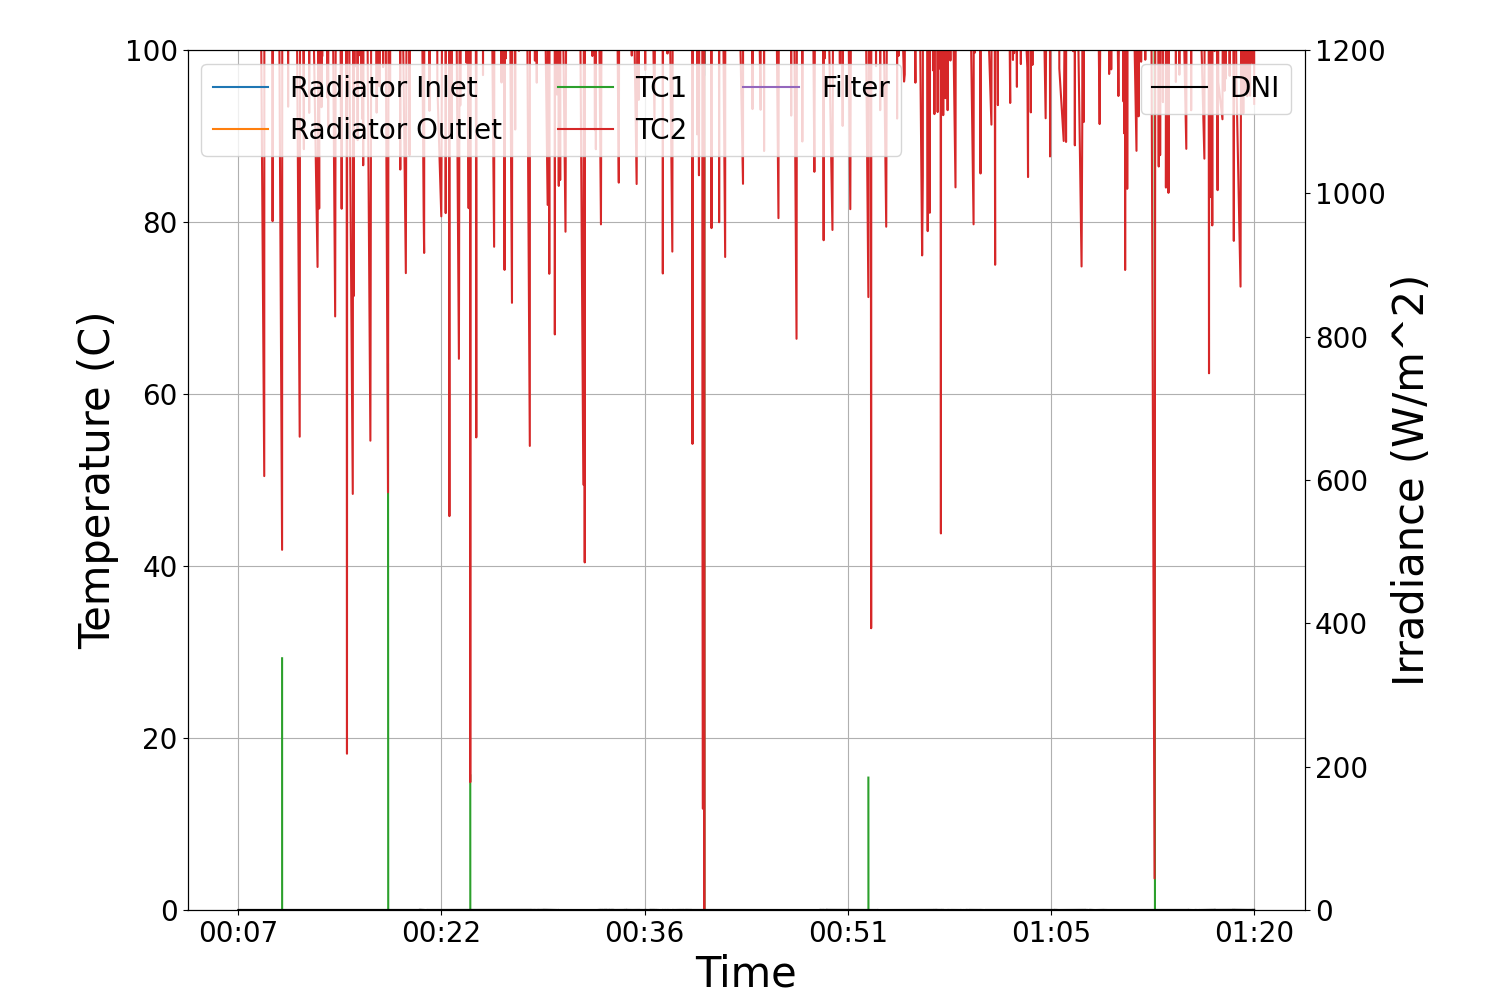 Radiator Inlet
Radiator Outlet
TC1
TC2
Filter
DNI
100
80
60
40
20
0
Temperature (C)
1200
1000
800
600
400
200
0
Irradiance (W/m^2)
00:07 00:22 00:36 00:51 01:05 01:20
Time